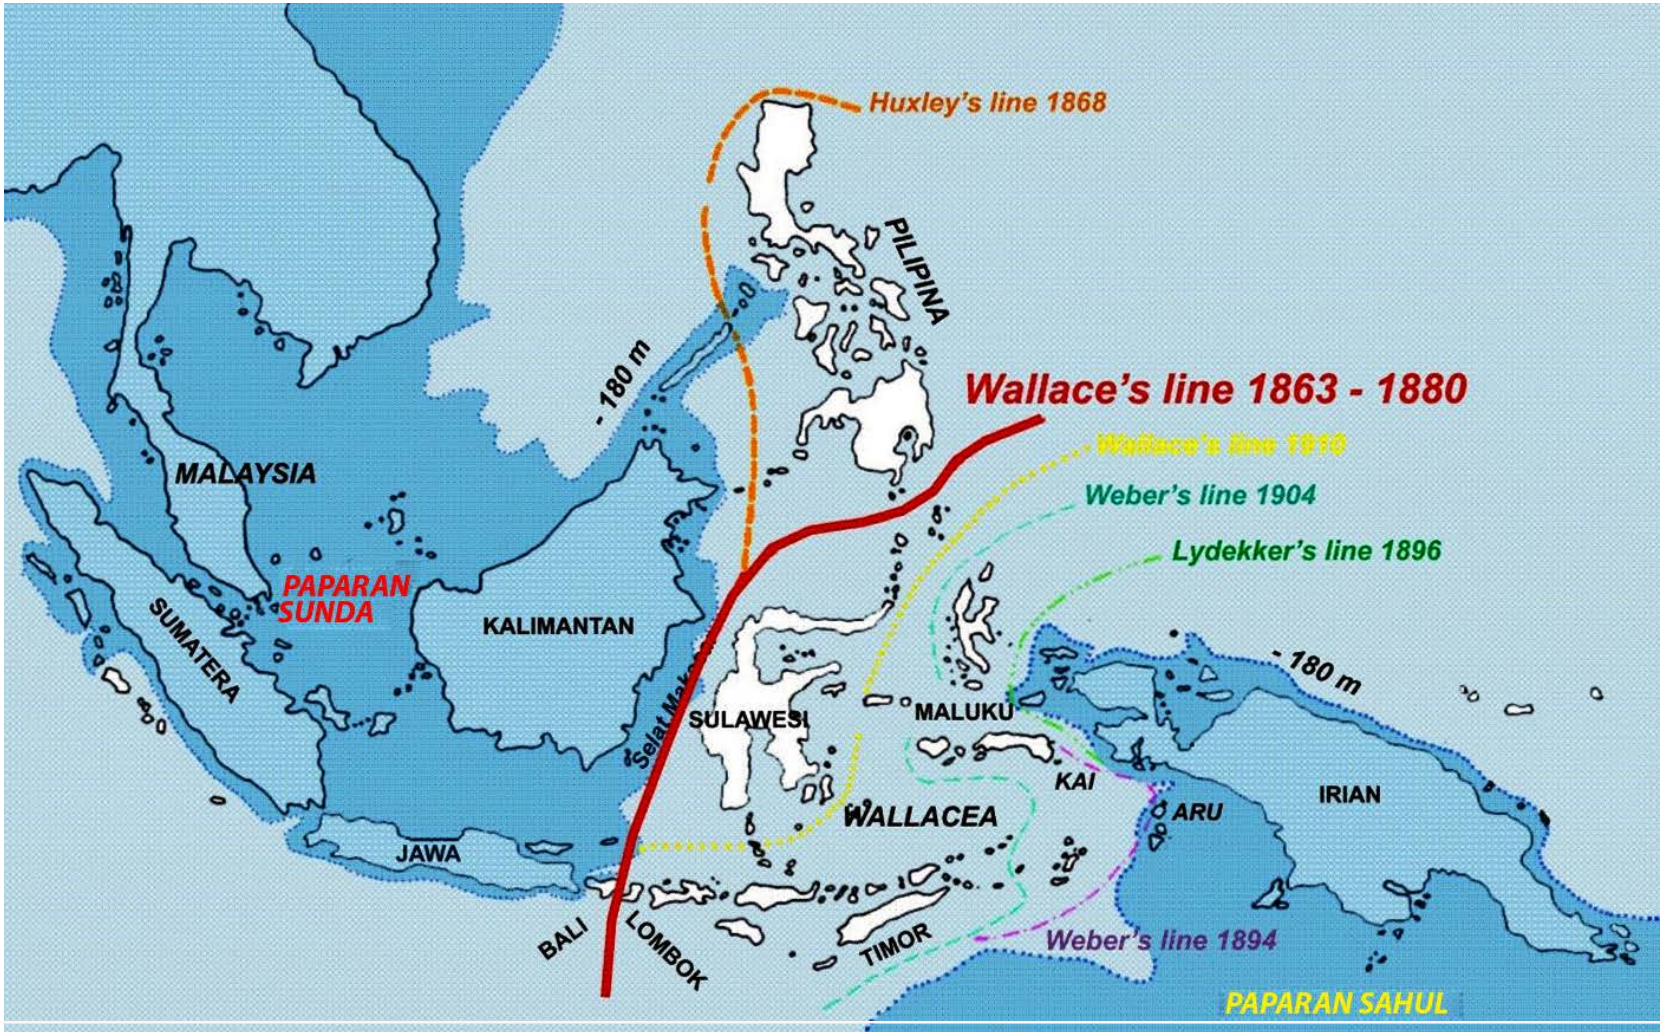 Huxley's line 1868
PILIPINA
- 180 m
Wallace's line 1863 - 1880
Wallace's line 1910
MALAYSIA
Weber's line 1904
Lydekker's line 1896
PAPARAN
SUNDA
SUMATERA
KALIMANTAN
- 180 m
Selat
SULAWESI
MALUKU
KAI
IRIAN
WALLACEA
ARU
JAWA
BALI
LOMBOK
TIMOR
Weber's line 1894
PAPARAN SAHUL